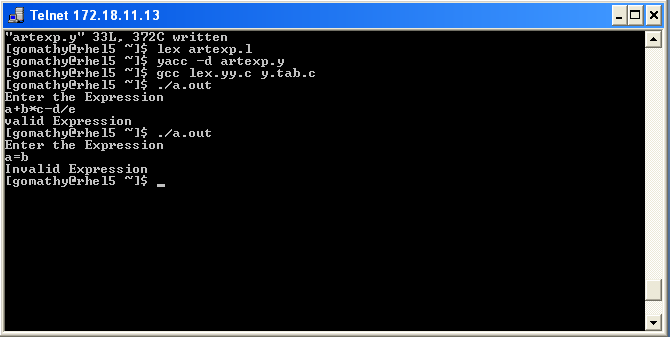 Telnet 172.18.11.13
"artexp.y" 33L, 372C written
[gomathy@rhel5 ~]$ lex artexp.l
[gomathy@rhel5 ~]$ yacc -d artexp.y
[gomathy@rhel5 ~]$ gcc lex.yy.c y.tab.c
[gomathy@rhel5 ~]$ ./a.out
Enter the Expression
a+b*c-d/e
valid Expression
[gomathy@rhel5 ~]$ ./a.out
Enter the Expression
a=b
Invalid Expression
[gomathy@rhel5 ~]$ _